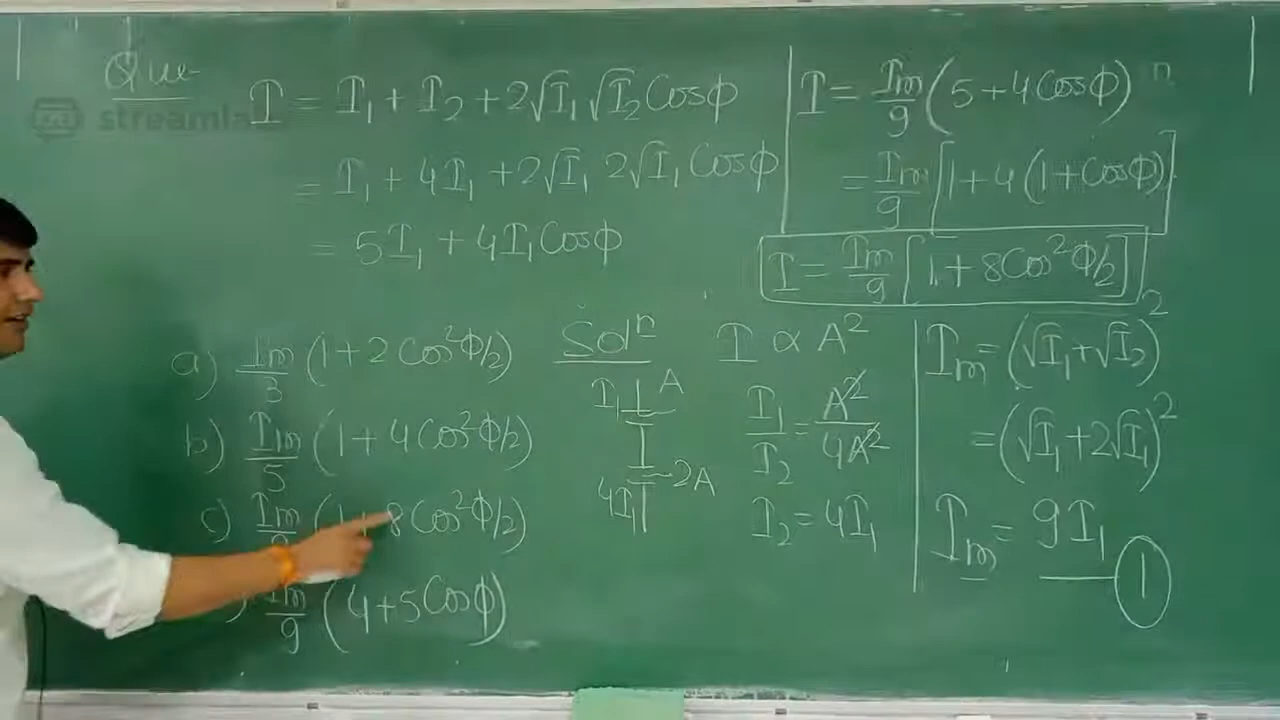 Que-
I = I₁ + I₂ + 2√I₁ √I₂ Cosϕ
= I₁ + 4I₁ + 2√I₁ 2√I₁ Cosϕ
= 5I₁ + 4I₁ Cosϕ
I = Im/9 (5 + 4 Cosϕ)
= Im/9 [1 + 4 (1 + Cosϕ)]
I = Im/9 [1 + 8Cos²ϕ/2]
a) Im/3 (1 + 2 Cos²ϕ/2)
b) Im/5 (1 + 4 Cos²ϕ/2)
c) Im/9 (1 + 8 Cos²ϕ/2)
) Im/9 (4 + 5 Cosϕ)
Solⁿ
I₁ A
2A
4I₁
I ∝ A²
I₁/I₂ = A²/4A²
I₂ = 4I₁
Im = (√I₁ + √I₂)²
= (√I₁ + 2√I₁)²
Im = 9I₁
1